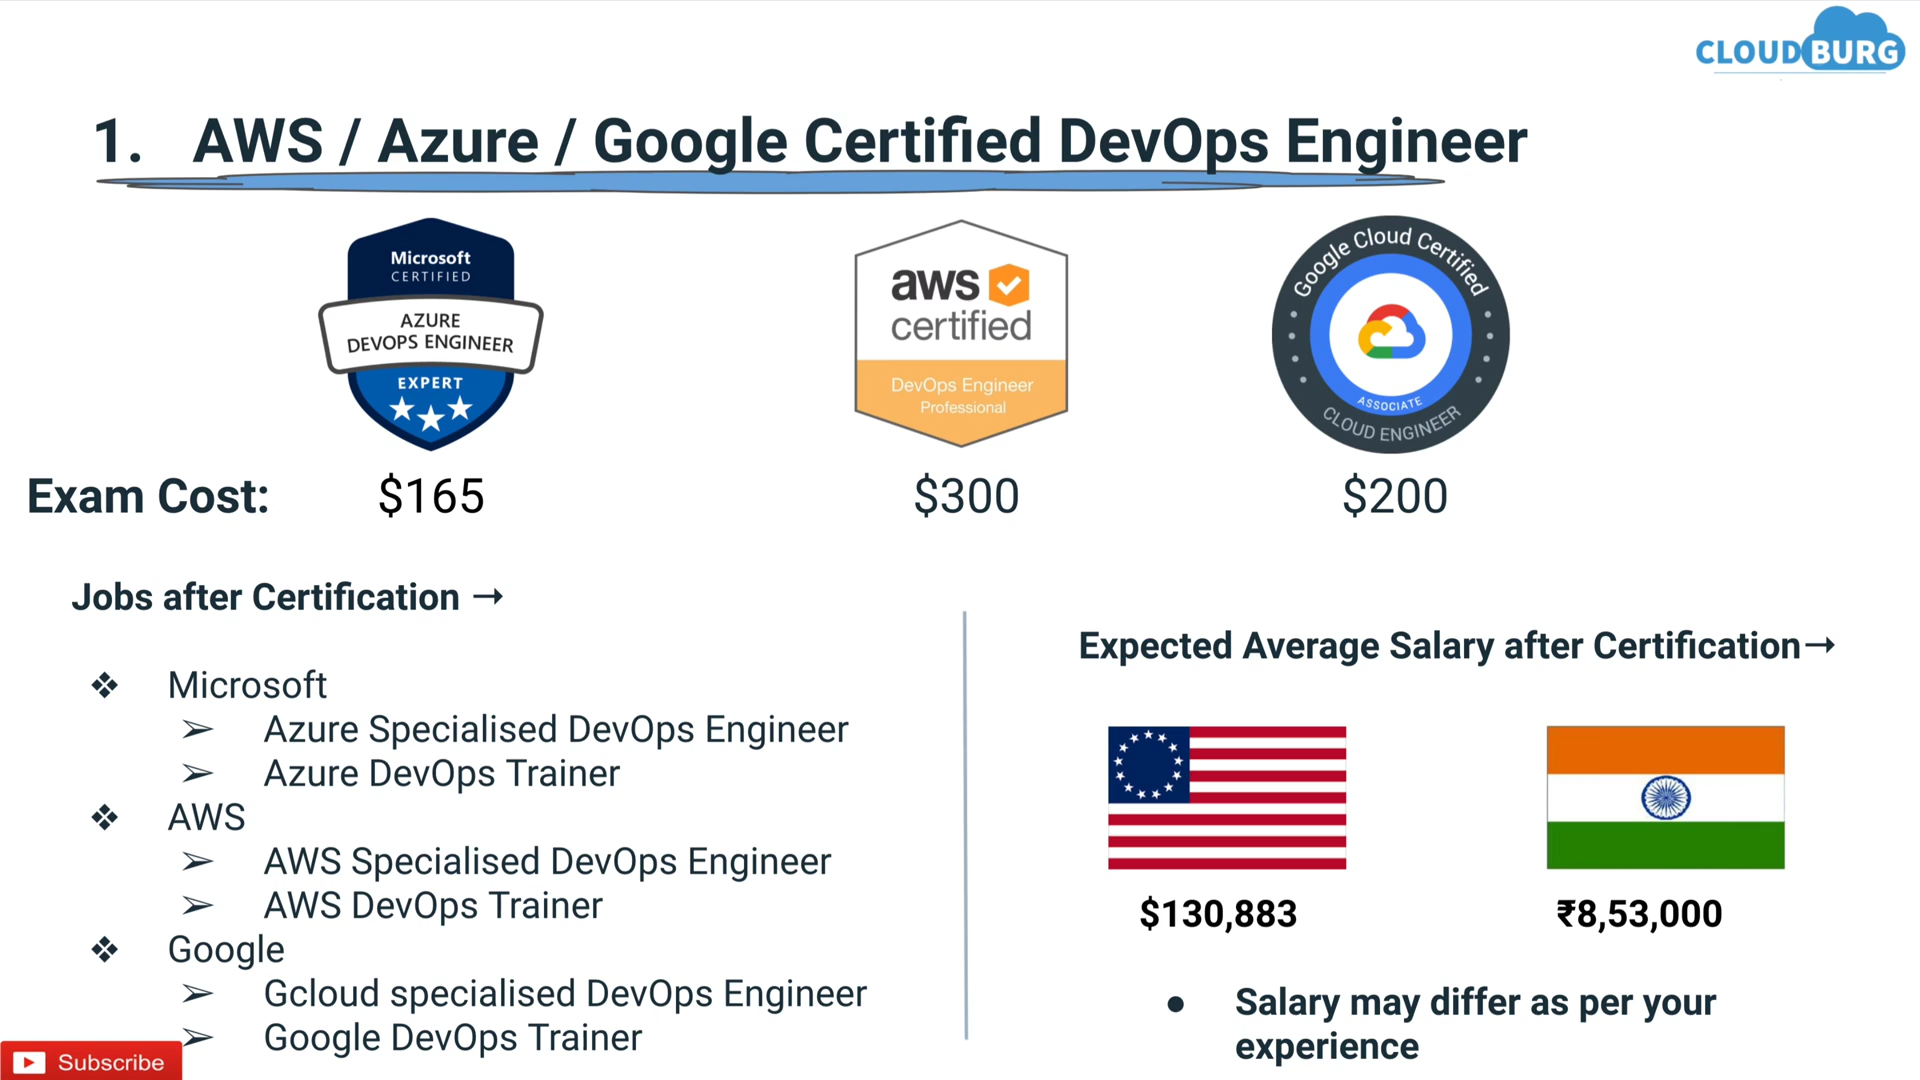 CLOUDBURG
1. AWS / Azure / Google Certified DevOps Engineer
Microsoft
CERTIFIED
AZURE
DEVOPS ENGINEER
EXPERT
aws
certified
DevOps Engineer
Professional
Google Cloud Certified
ASSOCIATE
CLOUD ENGINEER
Exam Cost: $165 $300 $200
Jobs after Certification →
❖ Microsoft
➢ Azure Specialised DevOps Engineer
➢ Azure DevOps Trainer
❖ AWS
➢ AWS Specialised DevOps Engineer
➢ AWS DevOps Trainer
❖ Google
➢ Gcloud specialised DevOps Engineer
➢ Google DevOps Trainer
Expected Average Salary after Certification→
$130,883 ₹8,53,000
● Salary may differ as per your
experience
Subscribe